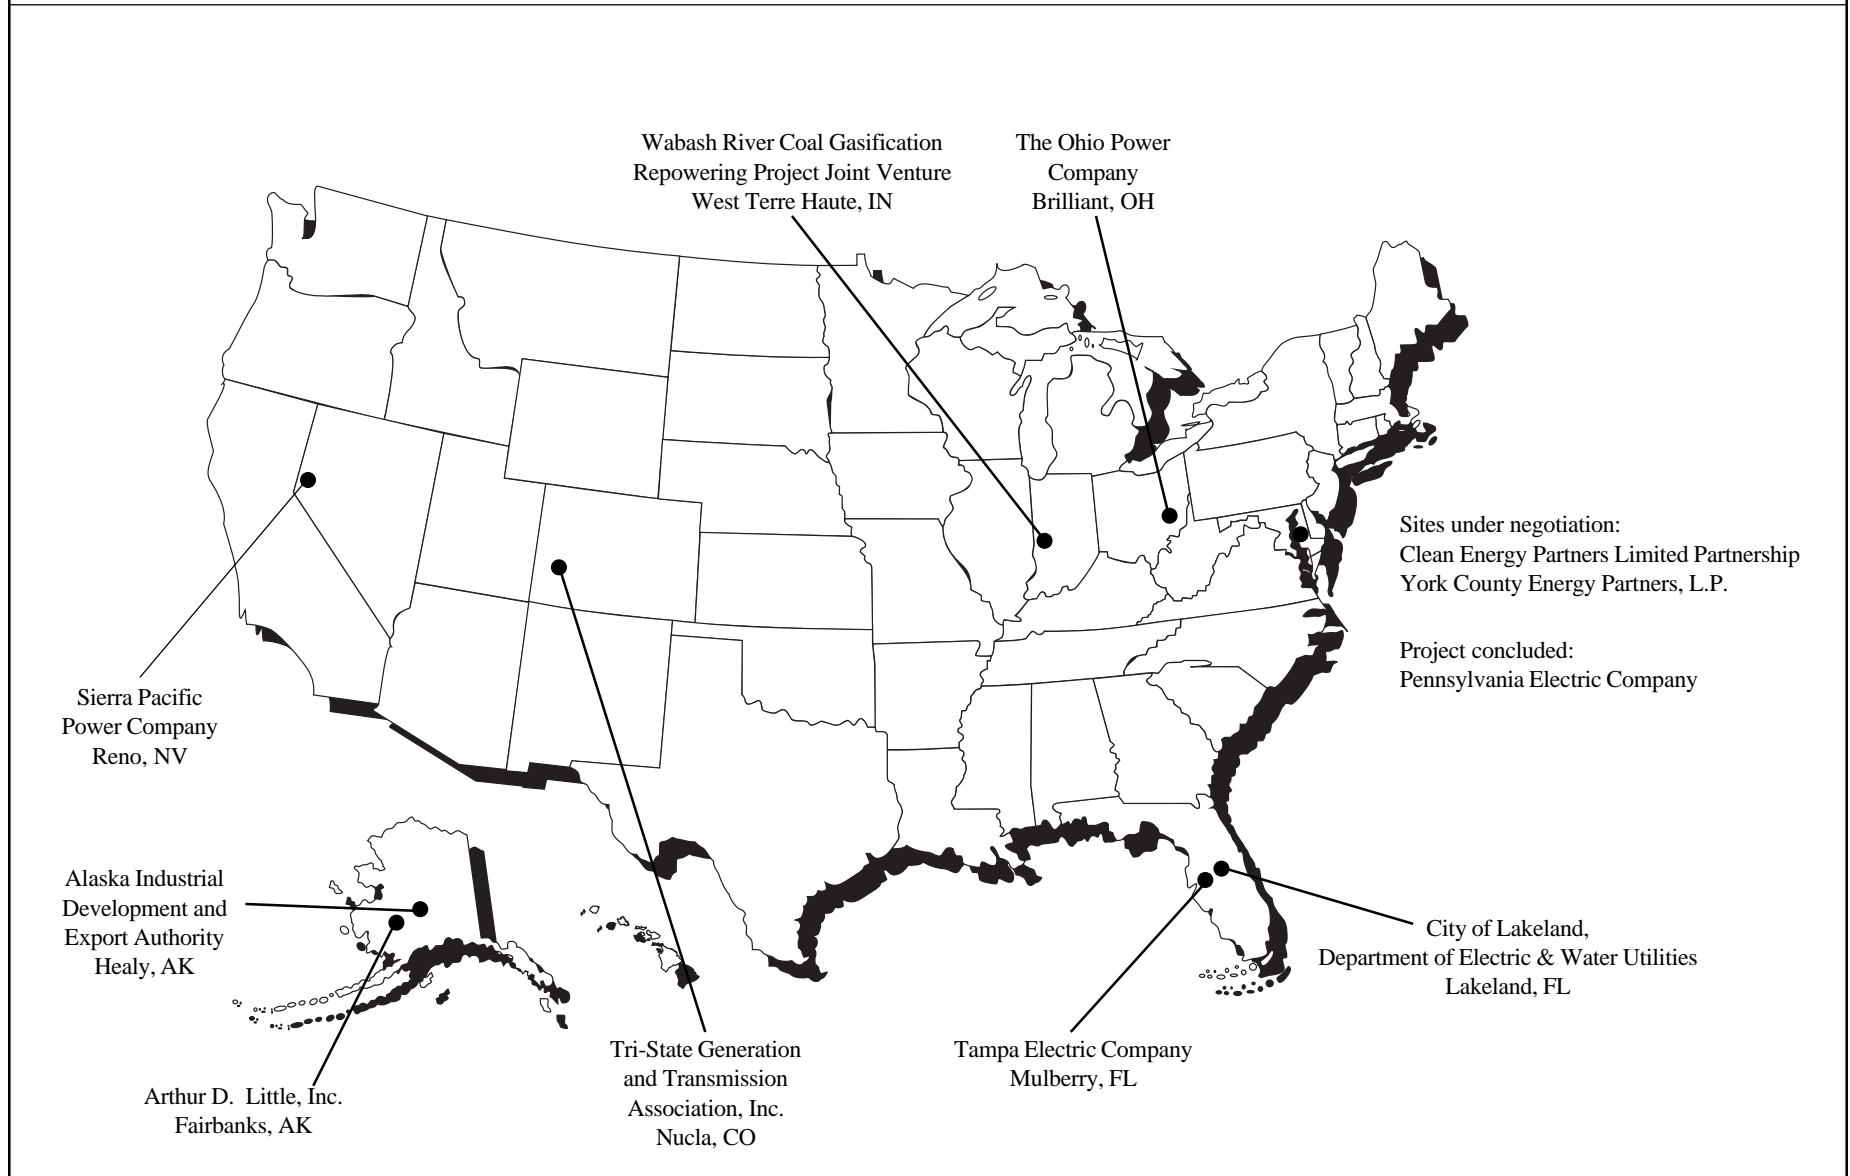 Wabash River Coal Gasification
Repowering Project Joint Venture
West Terre Haute, IN
The Ohio Power
Company
Brilliant, OH
Sites under negotiation:
Clean Energy Partners Limited Partnership
York County Energy Partners, L.P.
Project concluded:
Pennsylvania Electric Company
Sierra Pacific
Power Company
Reno, NV
Alaska Industrial
Development and
Export Authority
Healy, AK
City of Lakeland,
Department of Electric & Water Utilities
Lakeland, FL
Arthur D. Little, Inc.
Fairbanks, AK
Tri-State Generation
and Transmission
Association, Inc.
Nucla, CO
Tampa Electric Company
Mulberry, FL